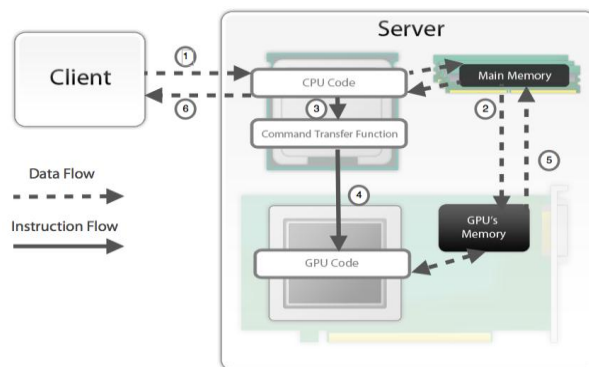 Server
Client
1
6
CPU Code
Main Memory
3
2
Command Transfer Function
5
Data Flow
4
Instruction Flow
GPU's
Memory
GPU Code